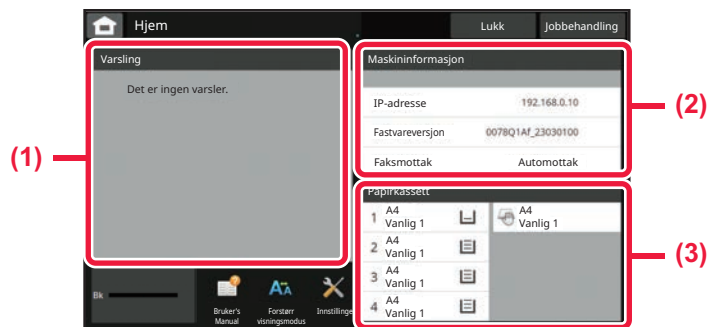 Hjem
Lukk
Jobbehandling
Varsling
Det er ingen varsler.
(1)
Maskininformasjon
IP-adresse 192.168.0.10
Fastvareversjon 0078Q1Af_23030100
Faksmottak Automottak
(2)
Papirkassett
1 A4
Vanlig 1
2 A4
Vanlig 1
3 A4
Vanlig 1
4 A4
Vanlig 1
A4
Vanlig 1
(3)
Bk
Bruker's
Manual
Forstørr
visningsmodus
Innstillinge